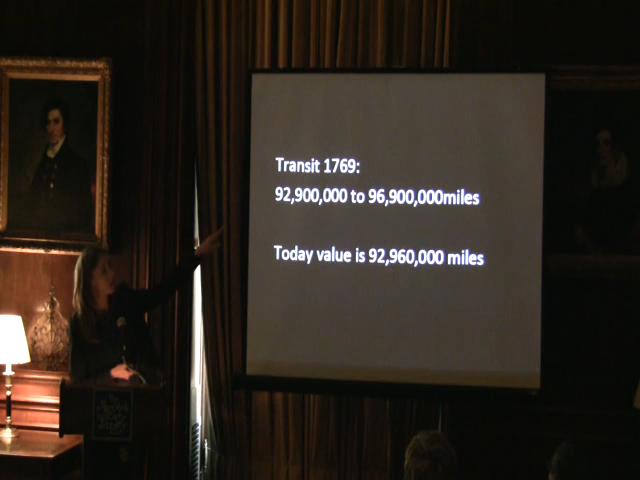 Transit 1769:
92,900,000 to 96,900,000miles
Today value is 92,960,000 miles